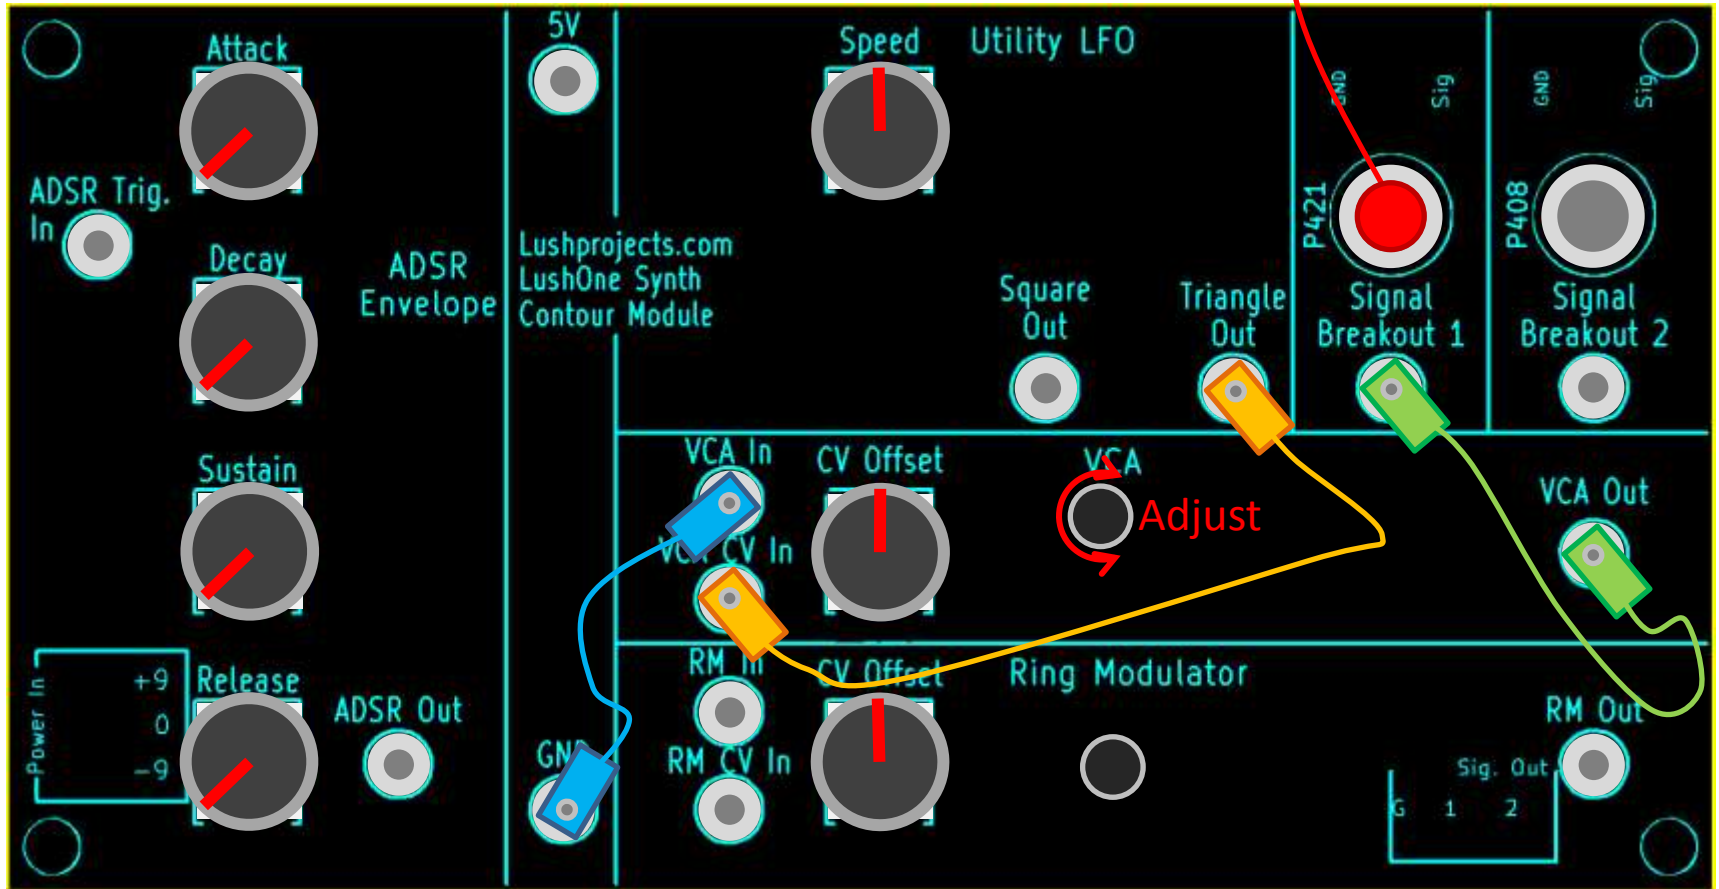 Attack
ADSR Trig.
In
Decay
ADSR
Envelope
Sustain
Power In
+9
0
-9
Release
ADSR Out
5V
Lushprojects.com
LushOne Synth
Contour Module
GND
Speed
Utility LFO
Square
Out
Triangle
Out
GND
Sig
P421
Signal
Breakout 1
GND
Sig
P408
Signal
Breakout 2
VCA In
VCA CV In
CV Offset
VCA
Adjust
VCA Out
RM In
RM CV In
CV Offset
Ring Modulator
RM Out
Sig. Out
G 1 2